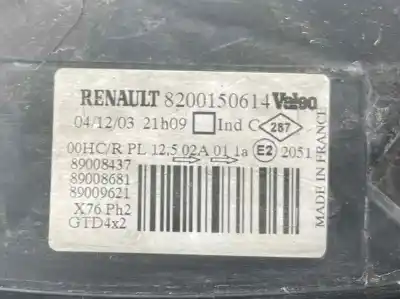 RENAULT 8200150614 Valeo
04/12/03 21h09 Ind C 287
00HC/R PL 12,5 02A 01 1a E2 2051
89008437
89008681
89009621
X76 Ph2
GTD4x2
MADE IN FRANCE